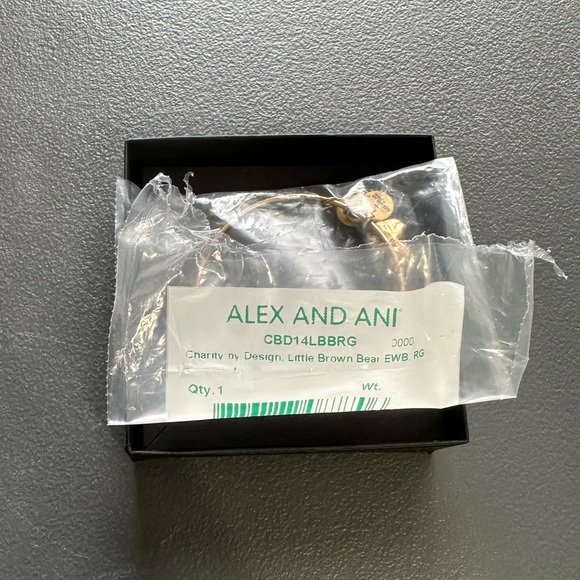 ALEX AND ANI
CBD14LBBRG 0000
Charity by Design, Little Brown Bear EWB, RG
Qty. 1 Wt.